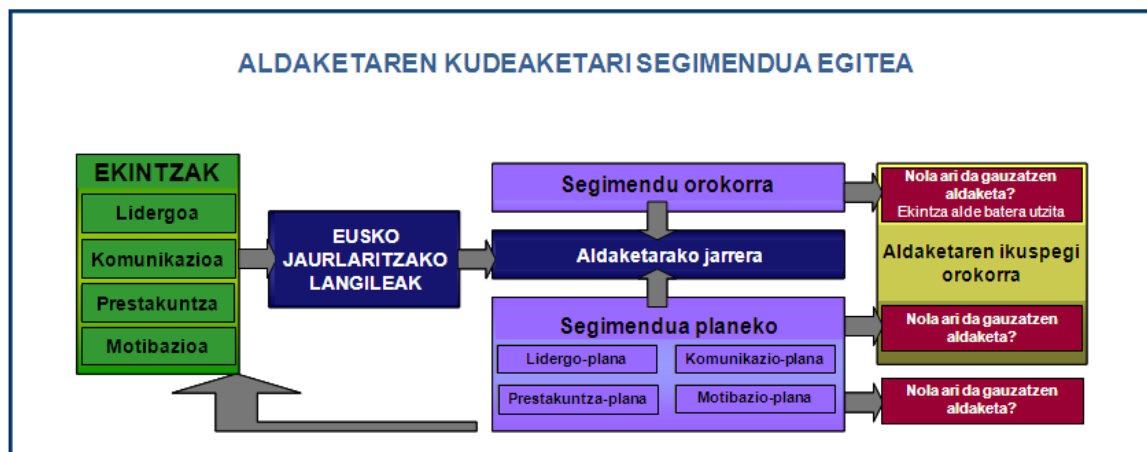 ALDAKETAREN KUDEAKETARI SEGIMENDUA EGITEA
EKINTZAK
Lidergoa
Komunikazioa
Prestakuntza
Motibazioa
EUSKO
JAURLARITZAKO
LANGILEAK
Segimendu orokorra
Aldaketarako jarrera
Segimendua planeko
Lidergo-plana
Komunikazio-plana
Prestakuntza-plana
Motibazio-plana
Nola ari da gauzatzen
aldaketa?
Ekintza alde batera utzita
Aldaketaren ikuspegi
orokorra
Nola ari da gauzatzen
aldaketa?
Nola ari da gauzatzen
aldaketa?